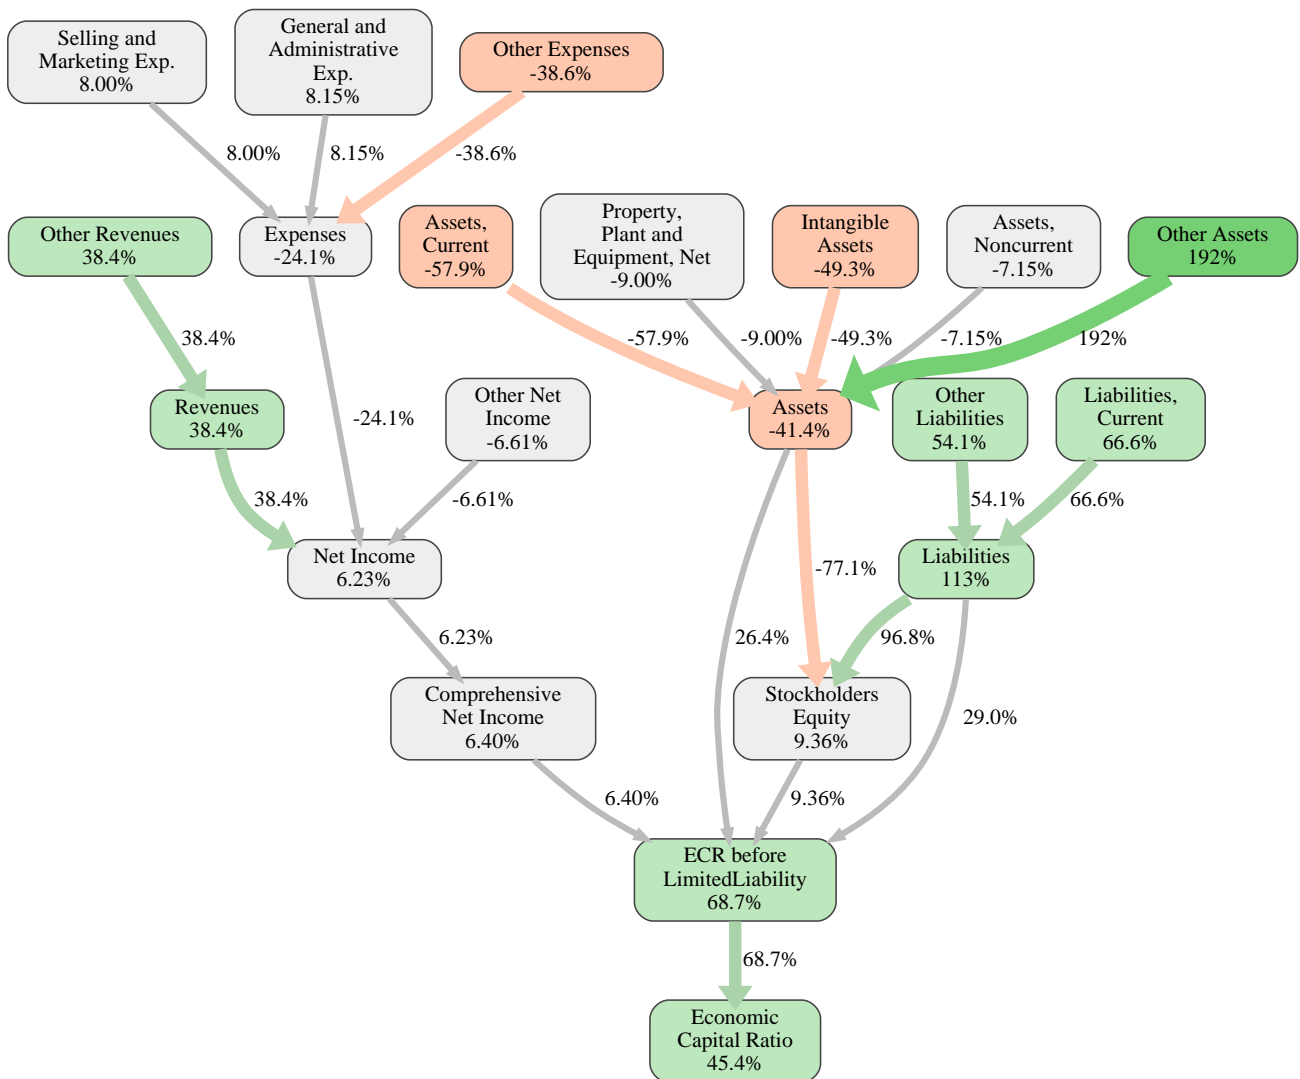 Selling and
Marketing Exp.
8.00%
General and
Administrative
Exp.
8.15%
Other Expenses
-38.6%
8.00%
8.15%
-38.6%
Other Revenues
38.4%
Expenses
-24.1%
Assets,
Current
-57.9%
Property,
Plant and
Equipment, Net
-9.00%
Intangible
Assets
-49.3%
Assets,
Noncurrent
-7.15%
Other Assets
192%
38.4%
-57.9%
-9.00%
-49.3%
-7.15%
192%
Revenues
38.4%
-24.1%
Other Net
Income
-6.61%
Assets
-41.4%
Other
Liabilities
54.1%
Liabilities,
Current
66.6%
38.4%
-6.61%
54.1%
66.6%
Net Income
6.23%
-77.1%
Liabilities
113%
6.23%
26.4%
96.8%
Comprehensive
Net Income
6.40%
Stockholders
Equity
9.36%
29.0%
6.40%
9.36%
ECR before
LimitedLiability
68.7%
68.7%
Economic
Capital Ratio
45.4%